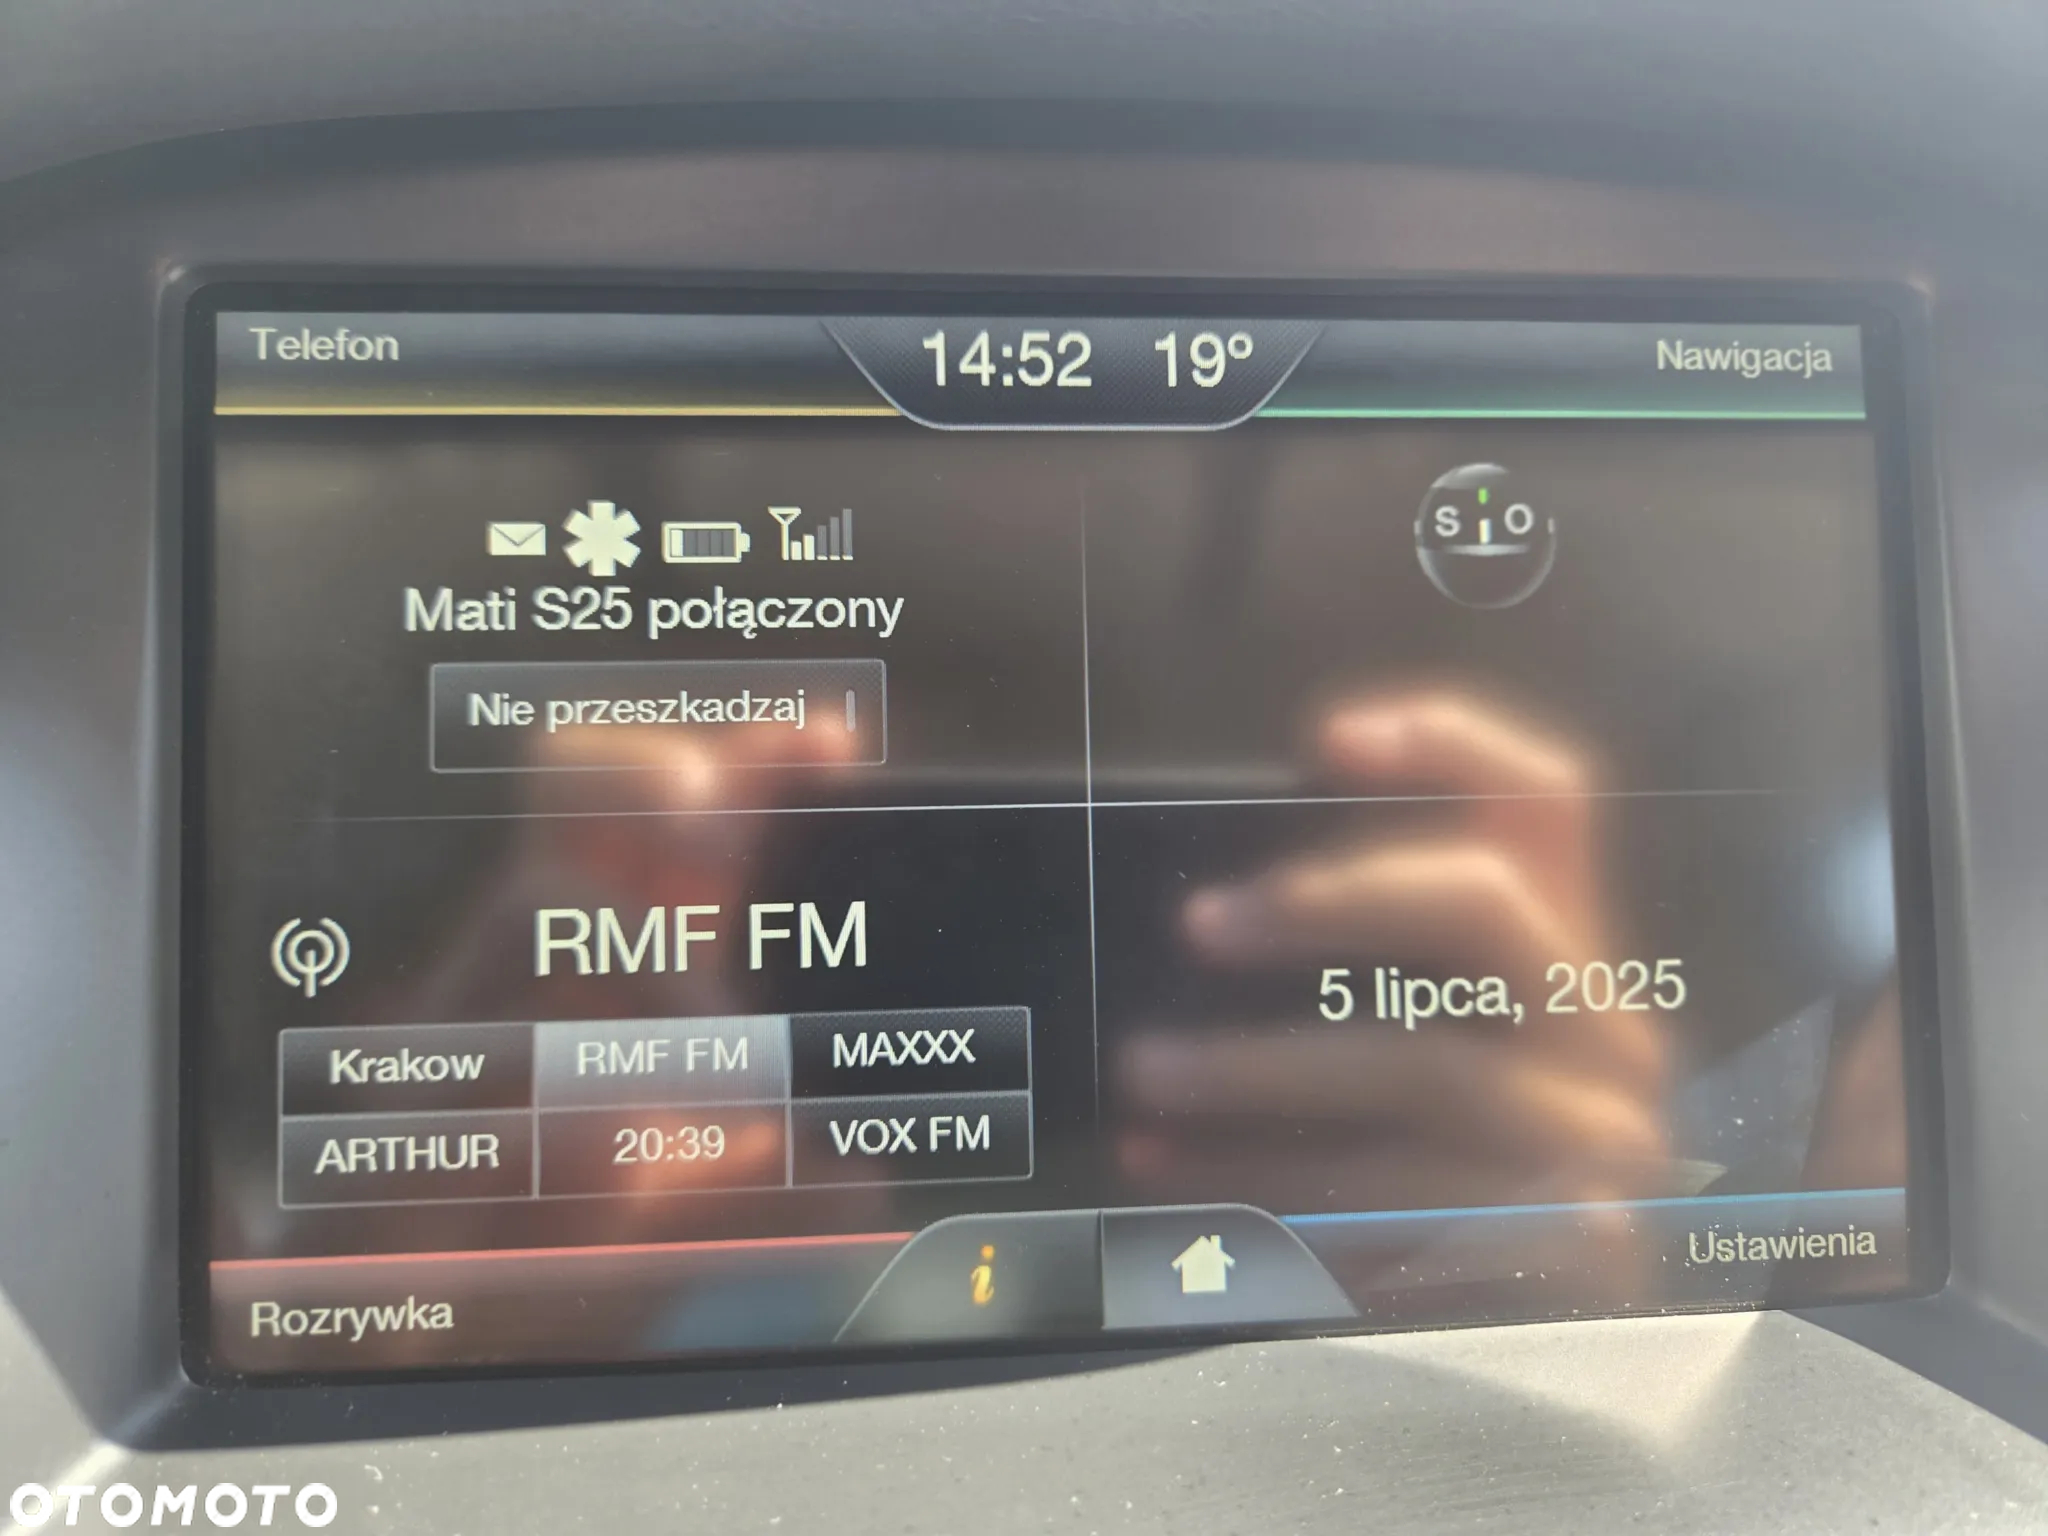 Telefon
14:52 19°
Nawigacja
S O
Mati S25 połączony
Nie przeszkadzaj
RMF FM
Krakow RMF FM MAXXX
ARTHUR 20:39 VOX FM
5 lipca, 2025
Rozrywka
i
Ustawienia
OTOMOTO